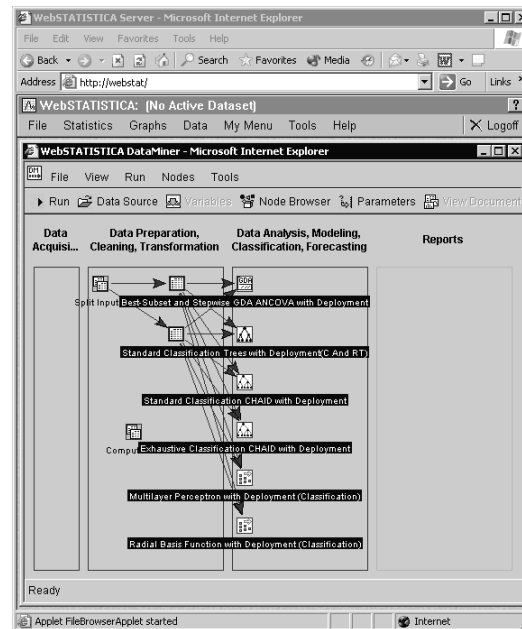 WebSTATISTICA Server - Microsoft Internet Explorer
File Edit View Favorites Tools Help
Back Search Favorites Media
Address http://webstat/ Go Links
WebSTATISTICA: (No Active Dataset) ?
File Statistics Graphs Data My Menu Tools Help Logoff
WebSTATISTICA DataMiner - Microsoft Internet Explorer
DM File View Run Nodes Tools
Run Data Source Variables Node Browser Parameters View Document
Data Acquisi...
Data Preparation, Cleaning, Transformation
Data Analysis, Modeling, Classification, Forecasting
Reports
GDA
Split Input Best-Subset and Stepwise GDA ANCOVA with Deployment
Standard Classification Trees with Deployment(C And RT)
Standard Classification CHAID with Deployment
Comput Exhaustive Classification CHAID with Deployment
Multilayer Perceptron with Deployment (Classification)
Radial Basis Function with Deployment (Classification)
Ready
Applet FileBrowserApplet started Internet